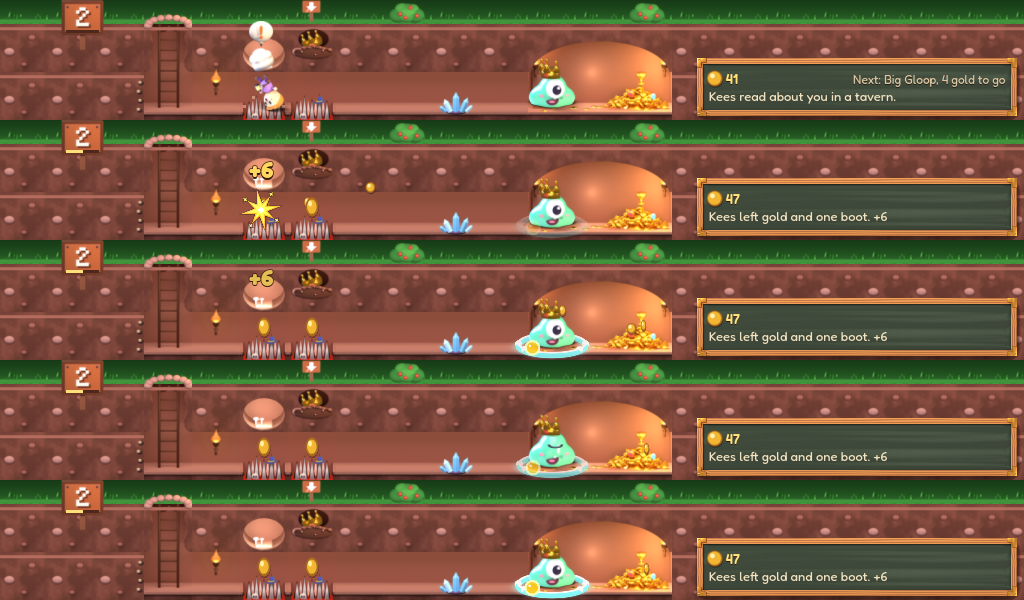 2
41
Next: Big Gloop, 4 gold to go
Kees read about you in a tavern.
2
+6
47
Kees left gold and one boot. +6
2
+6
47
Kees left gold and one boot. +6
2
47
Kees left gold and one boot. +6
2
47
Kees left gold and one boot. +6